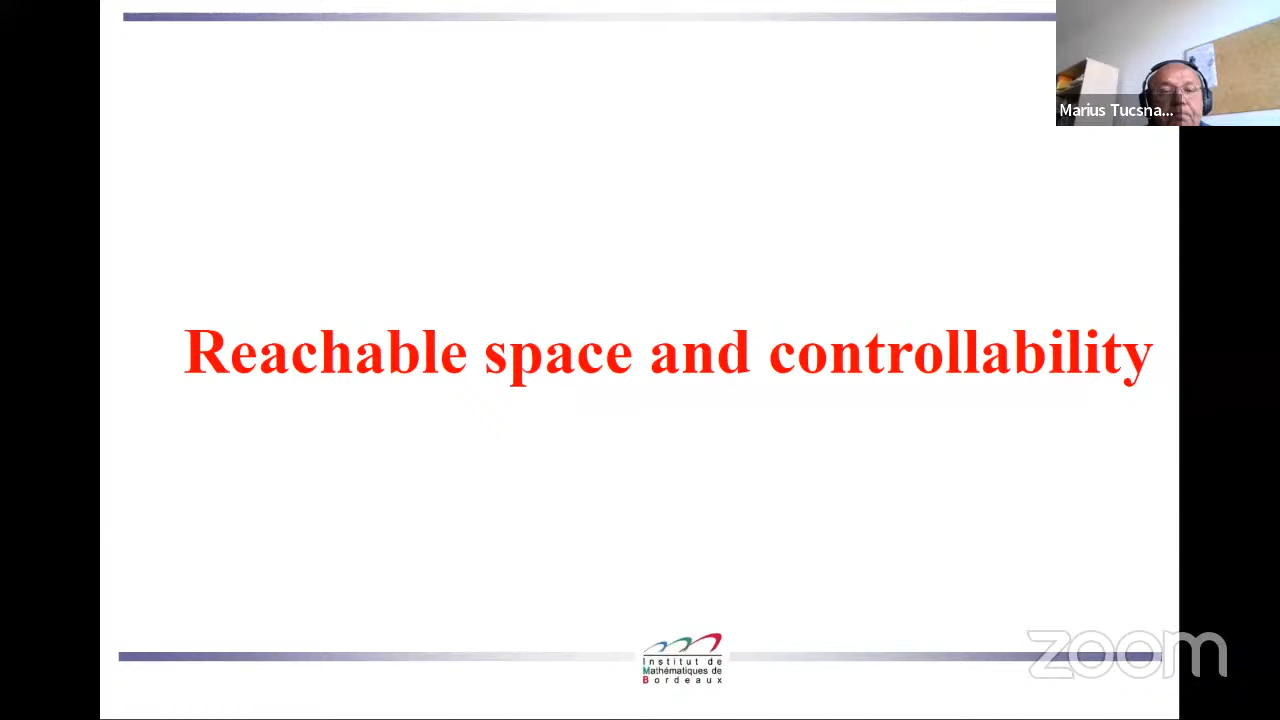 Marius Tucsna...
Reachable space and controllability
Institut de
Mathématiques de
Bordeaux
zoom